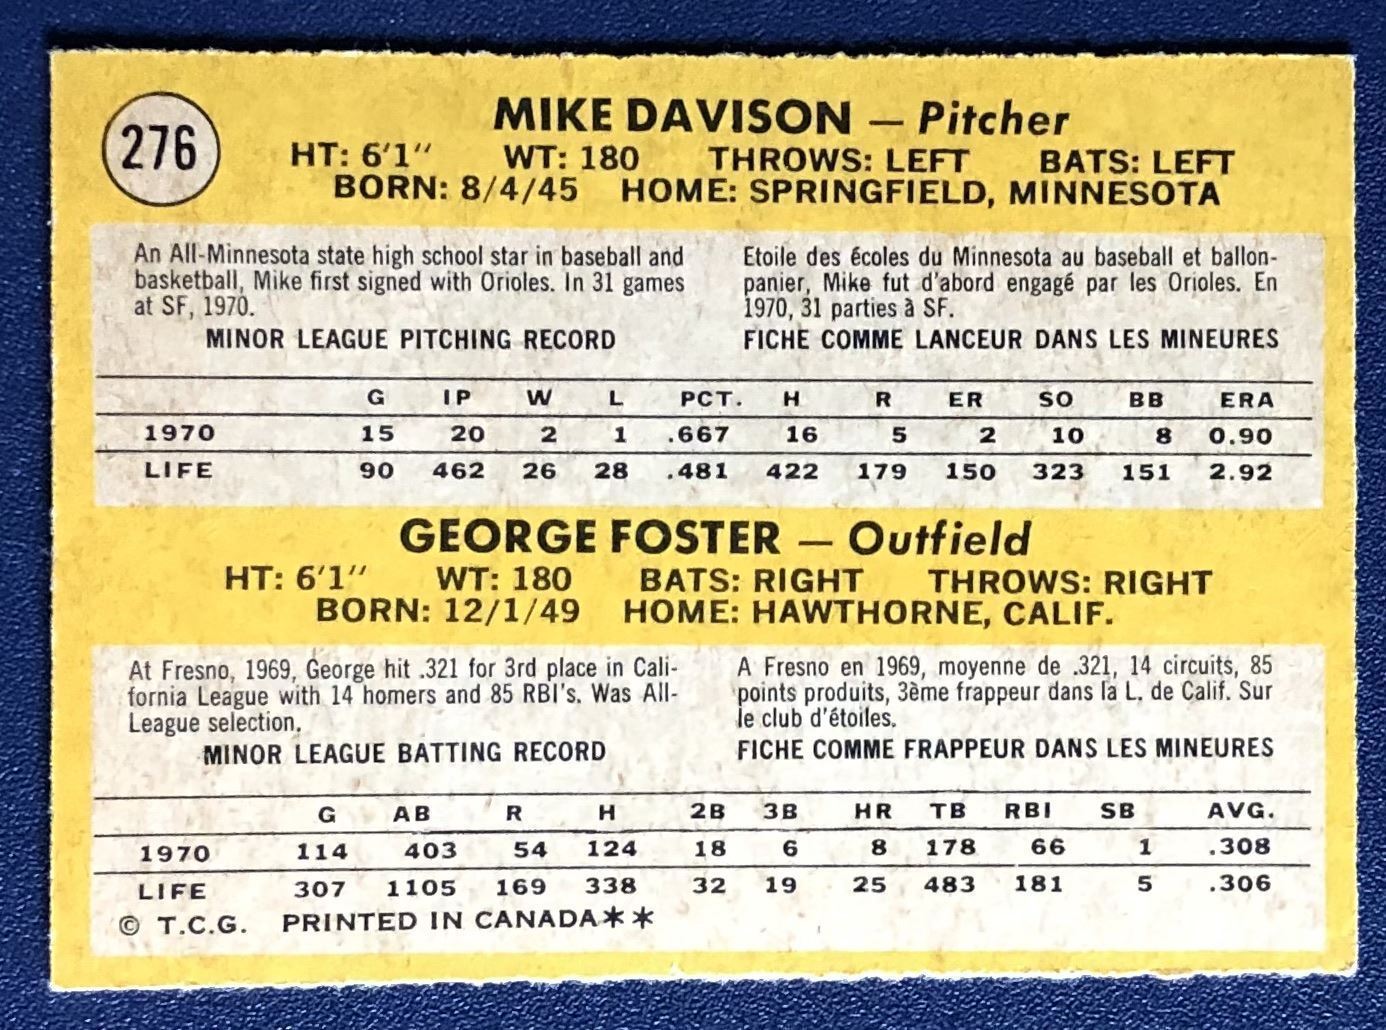 276
MIKE DAVISON — Pitcher
HT: 6'1" WT: 180 THROWS: LEFT BATS: LEFT
BORN: 8/4/45 HOME: SPRINGFIELD, MINNESOTA
An All-Minnesota state high school star in baseball and
basketball, Mike first signed with Orioles. In 31 games
at SF, 1970.
MINOR LEAGUE PITCHING RECORD
Etoile des écoles du Minnesota au baseball et ballon-
panier, Mike fut d'abord engagé par les Orioles. En
1970, 31 parties à SF.
FICHE COMME LANCEUR DANS LES MINEURES
G IP W L PCT. H R ER SO BB ERA
1970 15 20 2 1 .667 16 5 2 10 8 0.90
LIFE 90 462 26 28 .481 422 179 150 323 151 2.92
GEORGE FOSTER — Outfield
HT: 6'1" WT: 180 BATS: RIGHT THROWS: RIGHT
BORN: 12/1/49 HOME: HAWTHORNE, CALIF.
At Fresno, 1969, George hit .321 for 3rd place in Cali-
fornia League with 14 homers and 85 RBI's. Was All-
League selection.
MINOR LEAGUE BATTING RECORD
A Fresno en 1969, moyenne de .321, 14 circuits, 85
points produits, 3ème frappeur dans la L. de Calif. Sur
le club d'étoiles.
FICHE COMME FRAPPEUR DANS LES MINEURES
G AB R H 2B 3B HR TB RBI SB AVG.
1970 114 403 54 124 18 6 8 178 66 1 .308
LIFE 307 1105 169 338 32 19 25 483 181 5 .306
© T.C.G. PRINTED IN CANADA**